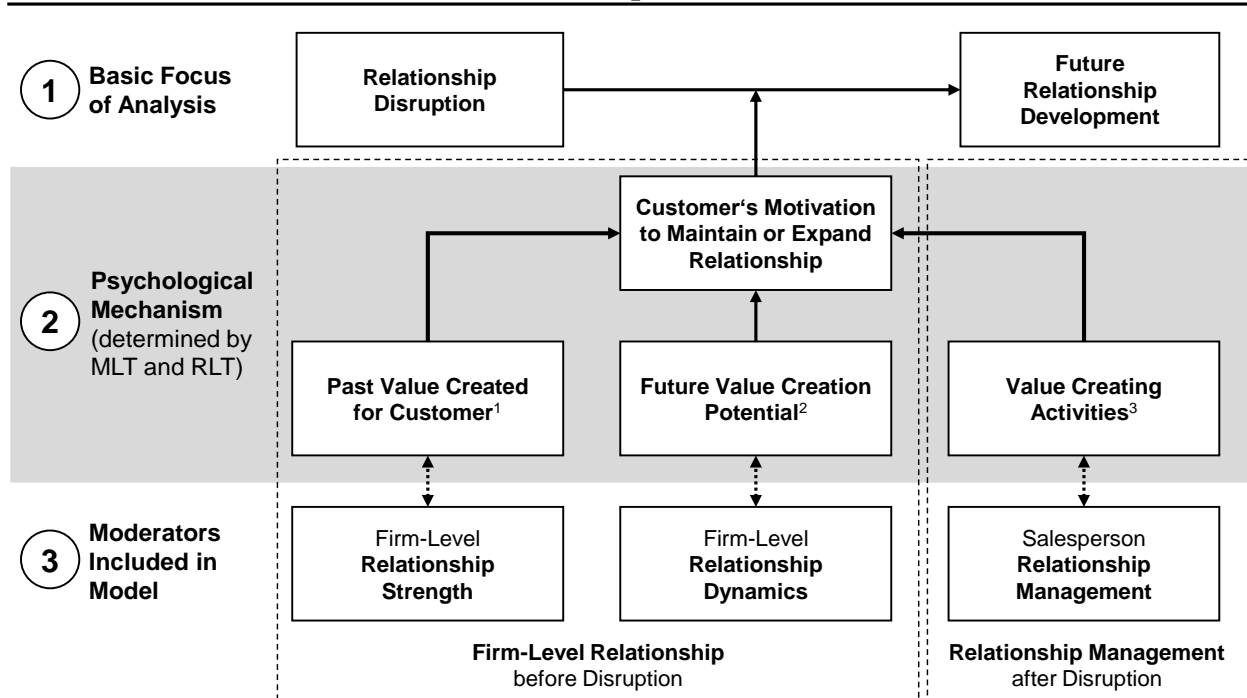 1
Basic Focus
of Analysis
Relationship
Disruption
Future
Relationship
Development
2
Psychological
Mechanism
(determined by
MLT and RLT)
Customer‘s Motivation
to Maintain or Expand
Relationship
Past Value Created
for Customer1
Future Value Creation
Potential2
Value Creating
Activities3
3
Moderators
Included in
Model
Firm-Level
Relationship
Strength
Firm-Level
Relationship
Dynamics
Salesperson
Relationship
Management
Firm-Level Relationship
before Disruption
Relationship Management
after Disruption